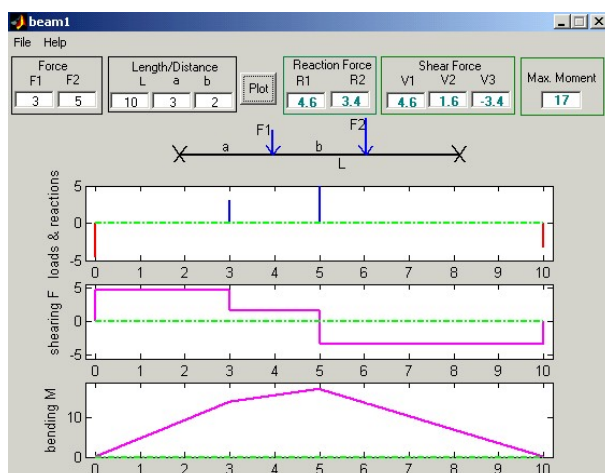 beam1
File Help
Force
F1 F2
3 5
Length/Distance
L a b
10 3 2
Plot
Reaction Force
R1 R2
4.6 3.4
Shear Force
V1 V2 V3
4.6 1.6 -3.4
Max. Moment
17
F1 F2
a b
L
loads & reactions
5
0
-5
0 1 2 3 4 5 6 7 8 9 10
shearing F
5
0
-5
0 1 2 3 4 5 6 7 8 9 10
bending M
10
0
0 1 2 3 4 5 6 7 8 9 10